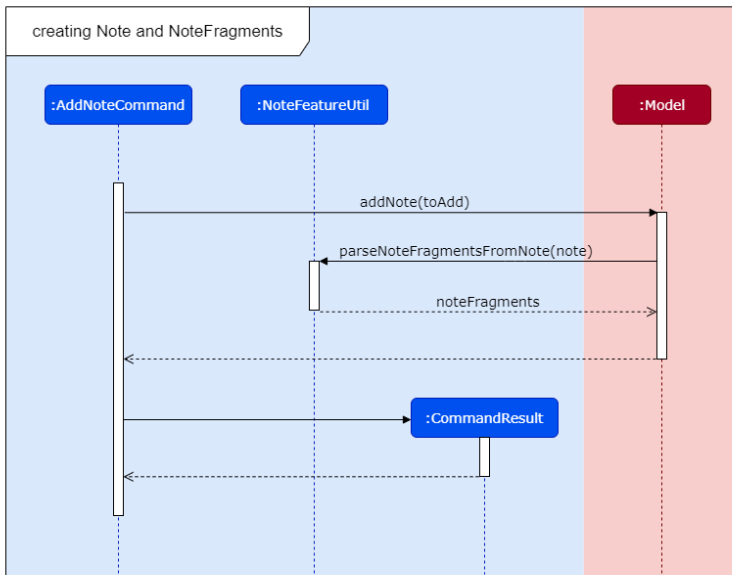 creating Note and NoteFragments
:AddNoteCommand
:NoteFeatureUtil
:Model
addNote(toAdd)
parseNoteFragmentsFromNote(note)
noteFragments
:CommandResult